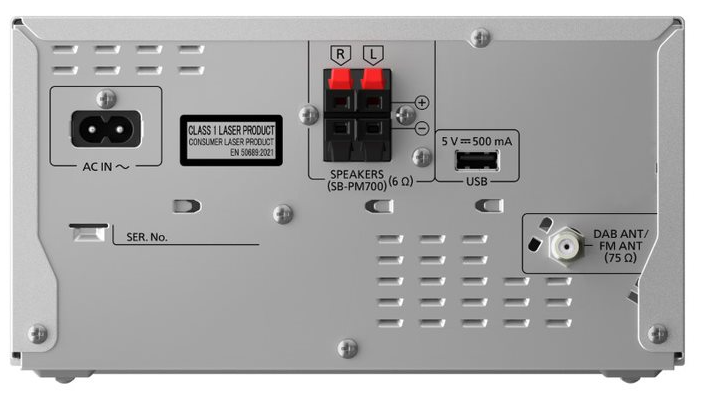 R L
+
−
AC IN ~
CLASS 1 LASER PRODUCT
CONSUMER LASER PRODUCT
EN 50689:2021
SPEAKERS
(SB-PM700) (6 Ω)
5 V⎓500 mA
USB
SER. No.
DAB ANT/
FM ANT
(75 Ω)